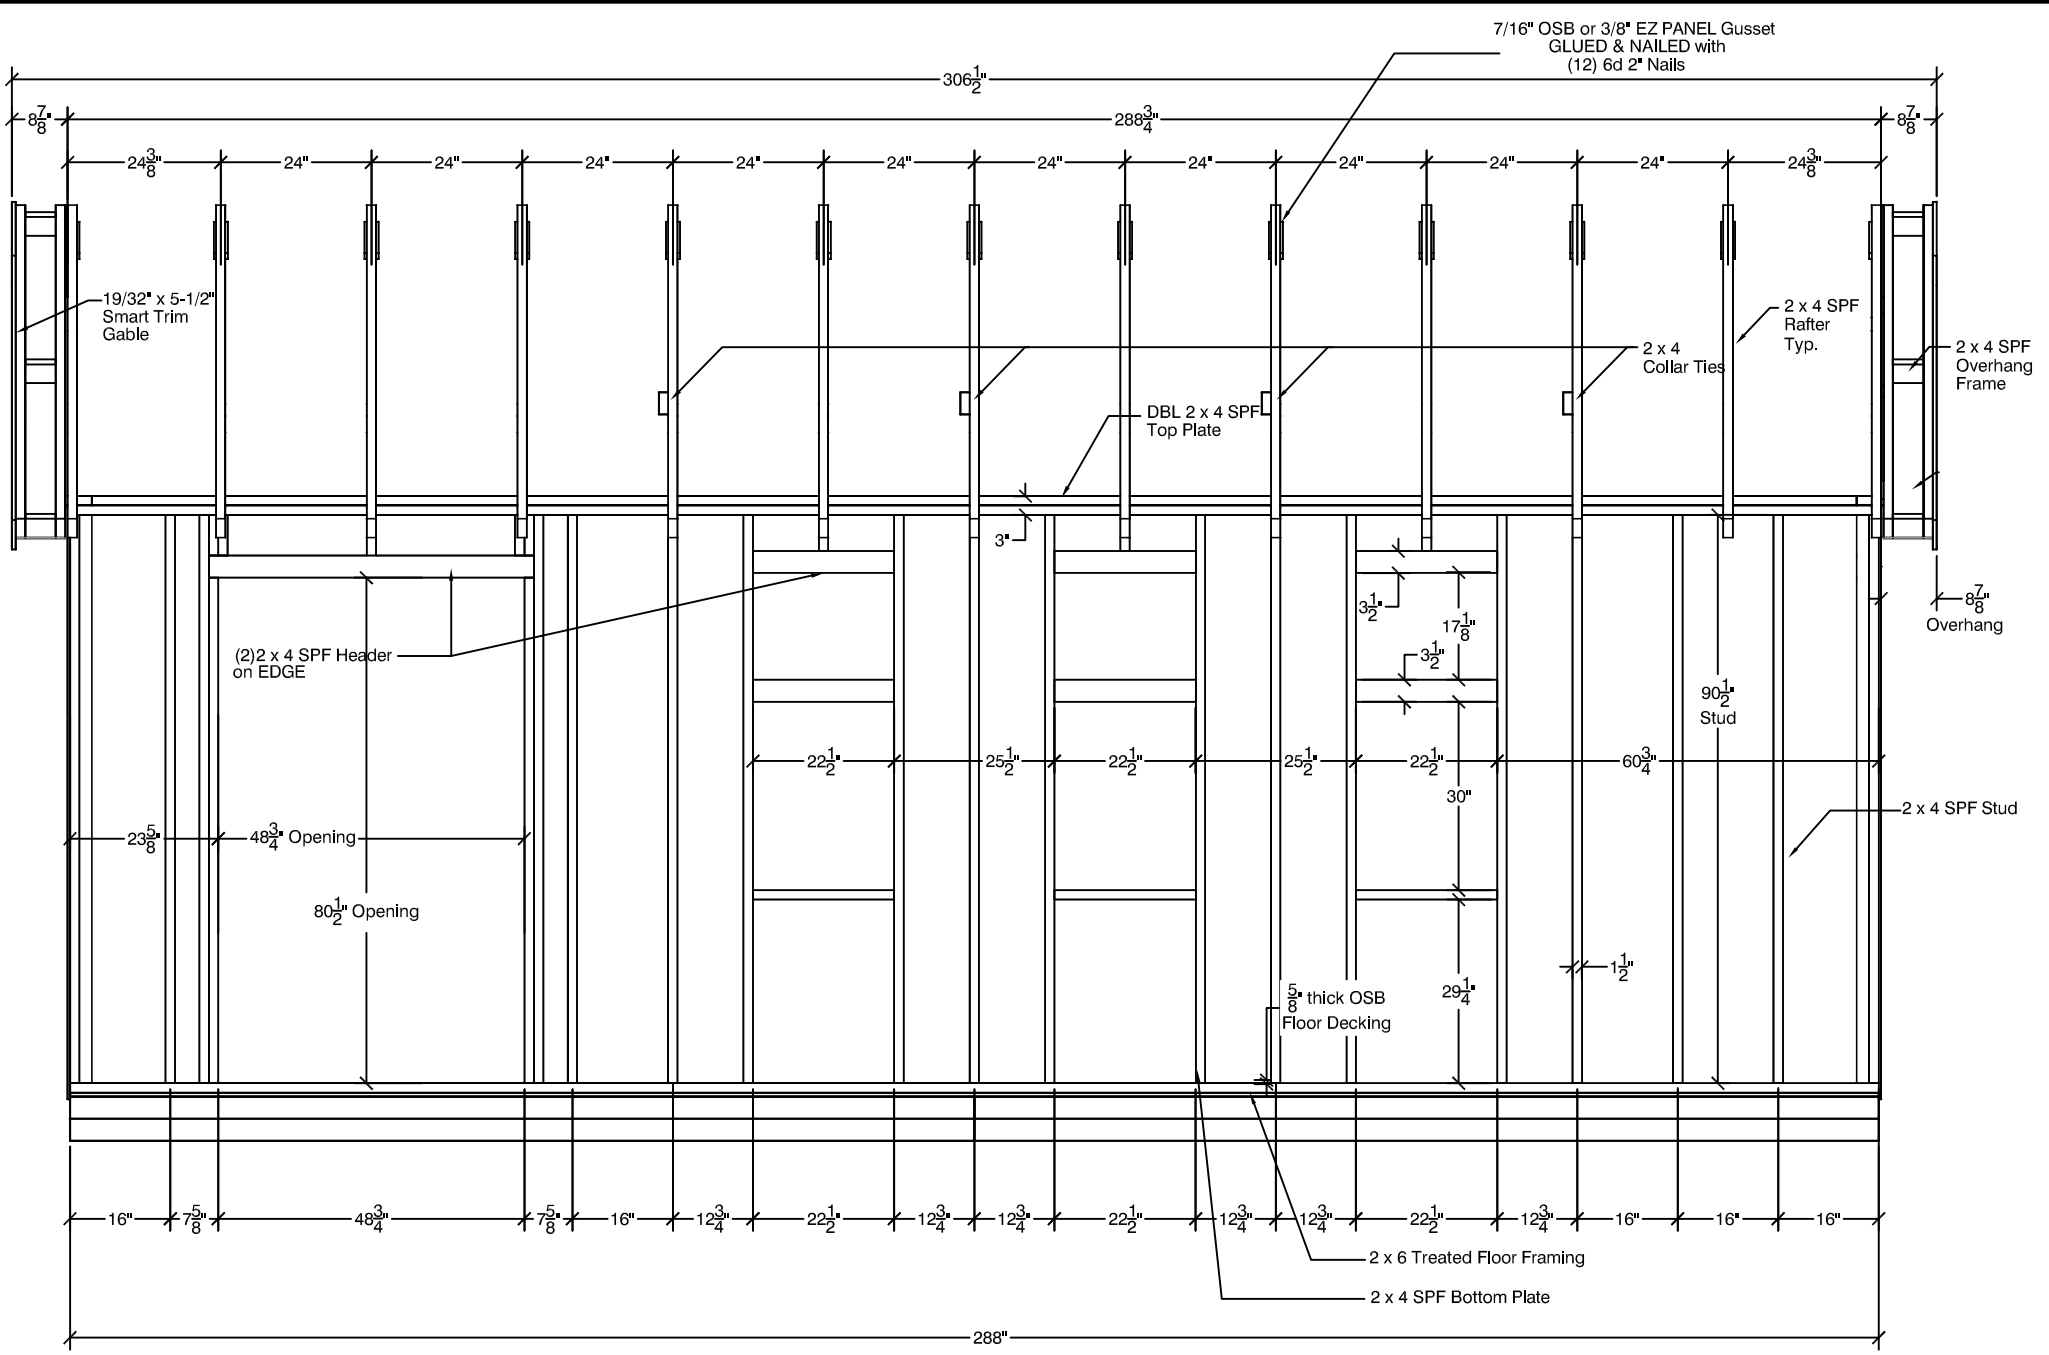 7/16" OSB or 3/8" EZ PANEL Gusset
GLUED & NAILED with
(12) 6d 2" Nails
306 1/2"
8 7/8"
288 3/4"
8 7/8"
24 3/8"
24"
24"
24"
24"
24"
24"
24"
24"
24"
24"
24 3/8"
19/32" x 5-1/2"
Smart Trim
Gable
2 x 4 SPF
Rafter
Typ.
2 x 4
Collar Ties
2 x 4 SPF
Overhang
Frame
DBL 2 x 4 SPF
Top Plate
3"
3 1/2"
17 1/8"
8 7/8"
Overhang
(2)2 x 4 SPF Header
on EDGE
3 1/2"
90 1/2"
Stud
22 1/2"
25 1/2"
22 1/2"
25 1/2"
22 1/2"
60 3/4"
30"
2 x 4 SPF Stud
23 5/8"
48 3/4" Opening
80 1/2" Opening
1 1/2"
29 1/4"
5/8" thick OSB
Floor Decking
16"
7 5/8"
48 3/4"
7 5/8"
16"
12 3/4"
22 1/2"
12 3/4"
12 3/4"
22 1/2"
12 3/4"
12 3/4"
22 1/2"
12 3/4"
16"
16"
16"
2 x 6 Treated Floor Framing
2 x 4 SPF Bottom Plate
288"